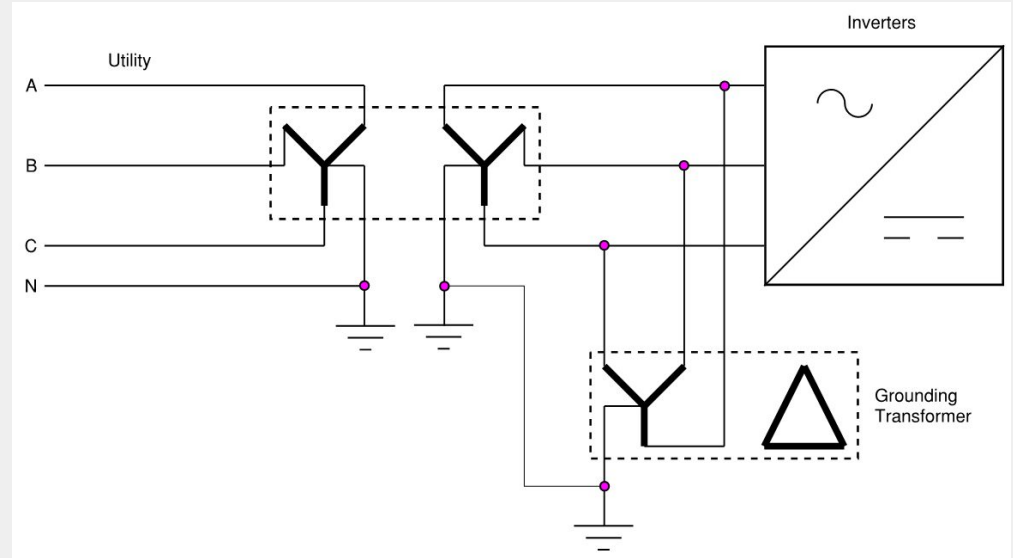 Inverters
Utility
A
B
C
N
Grounding
Transformer